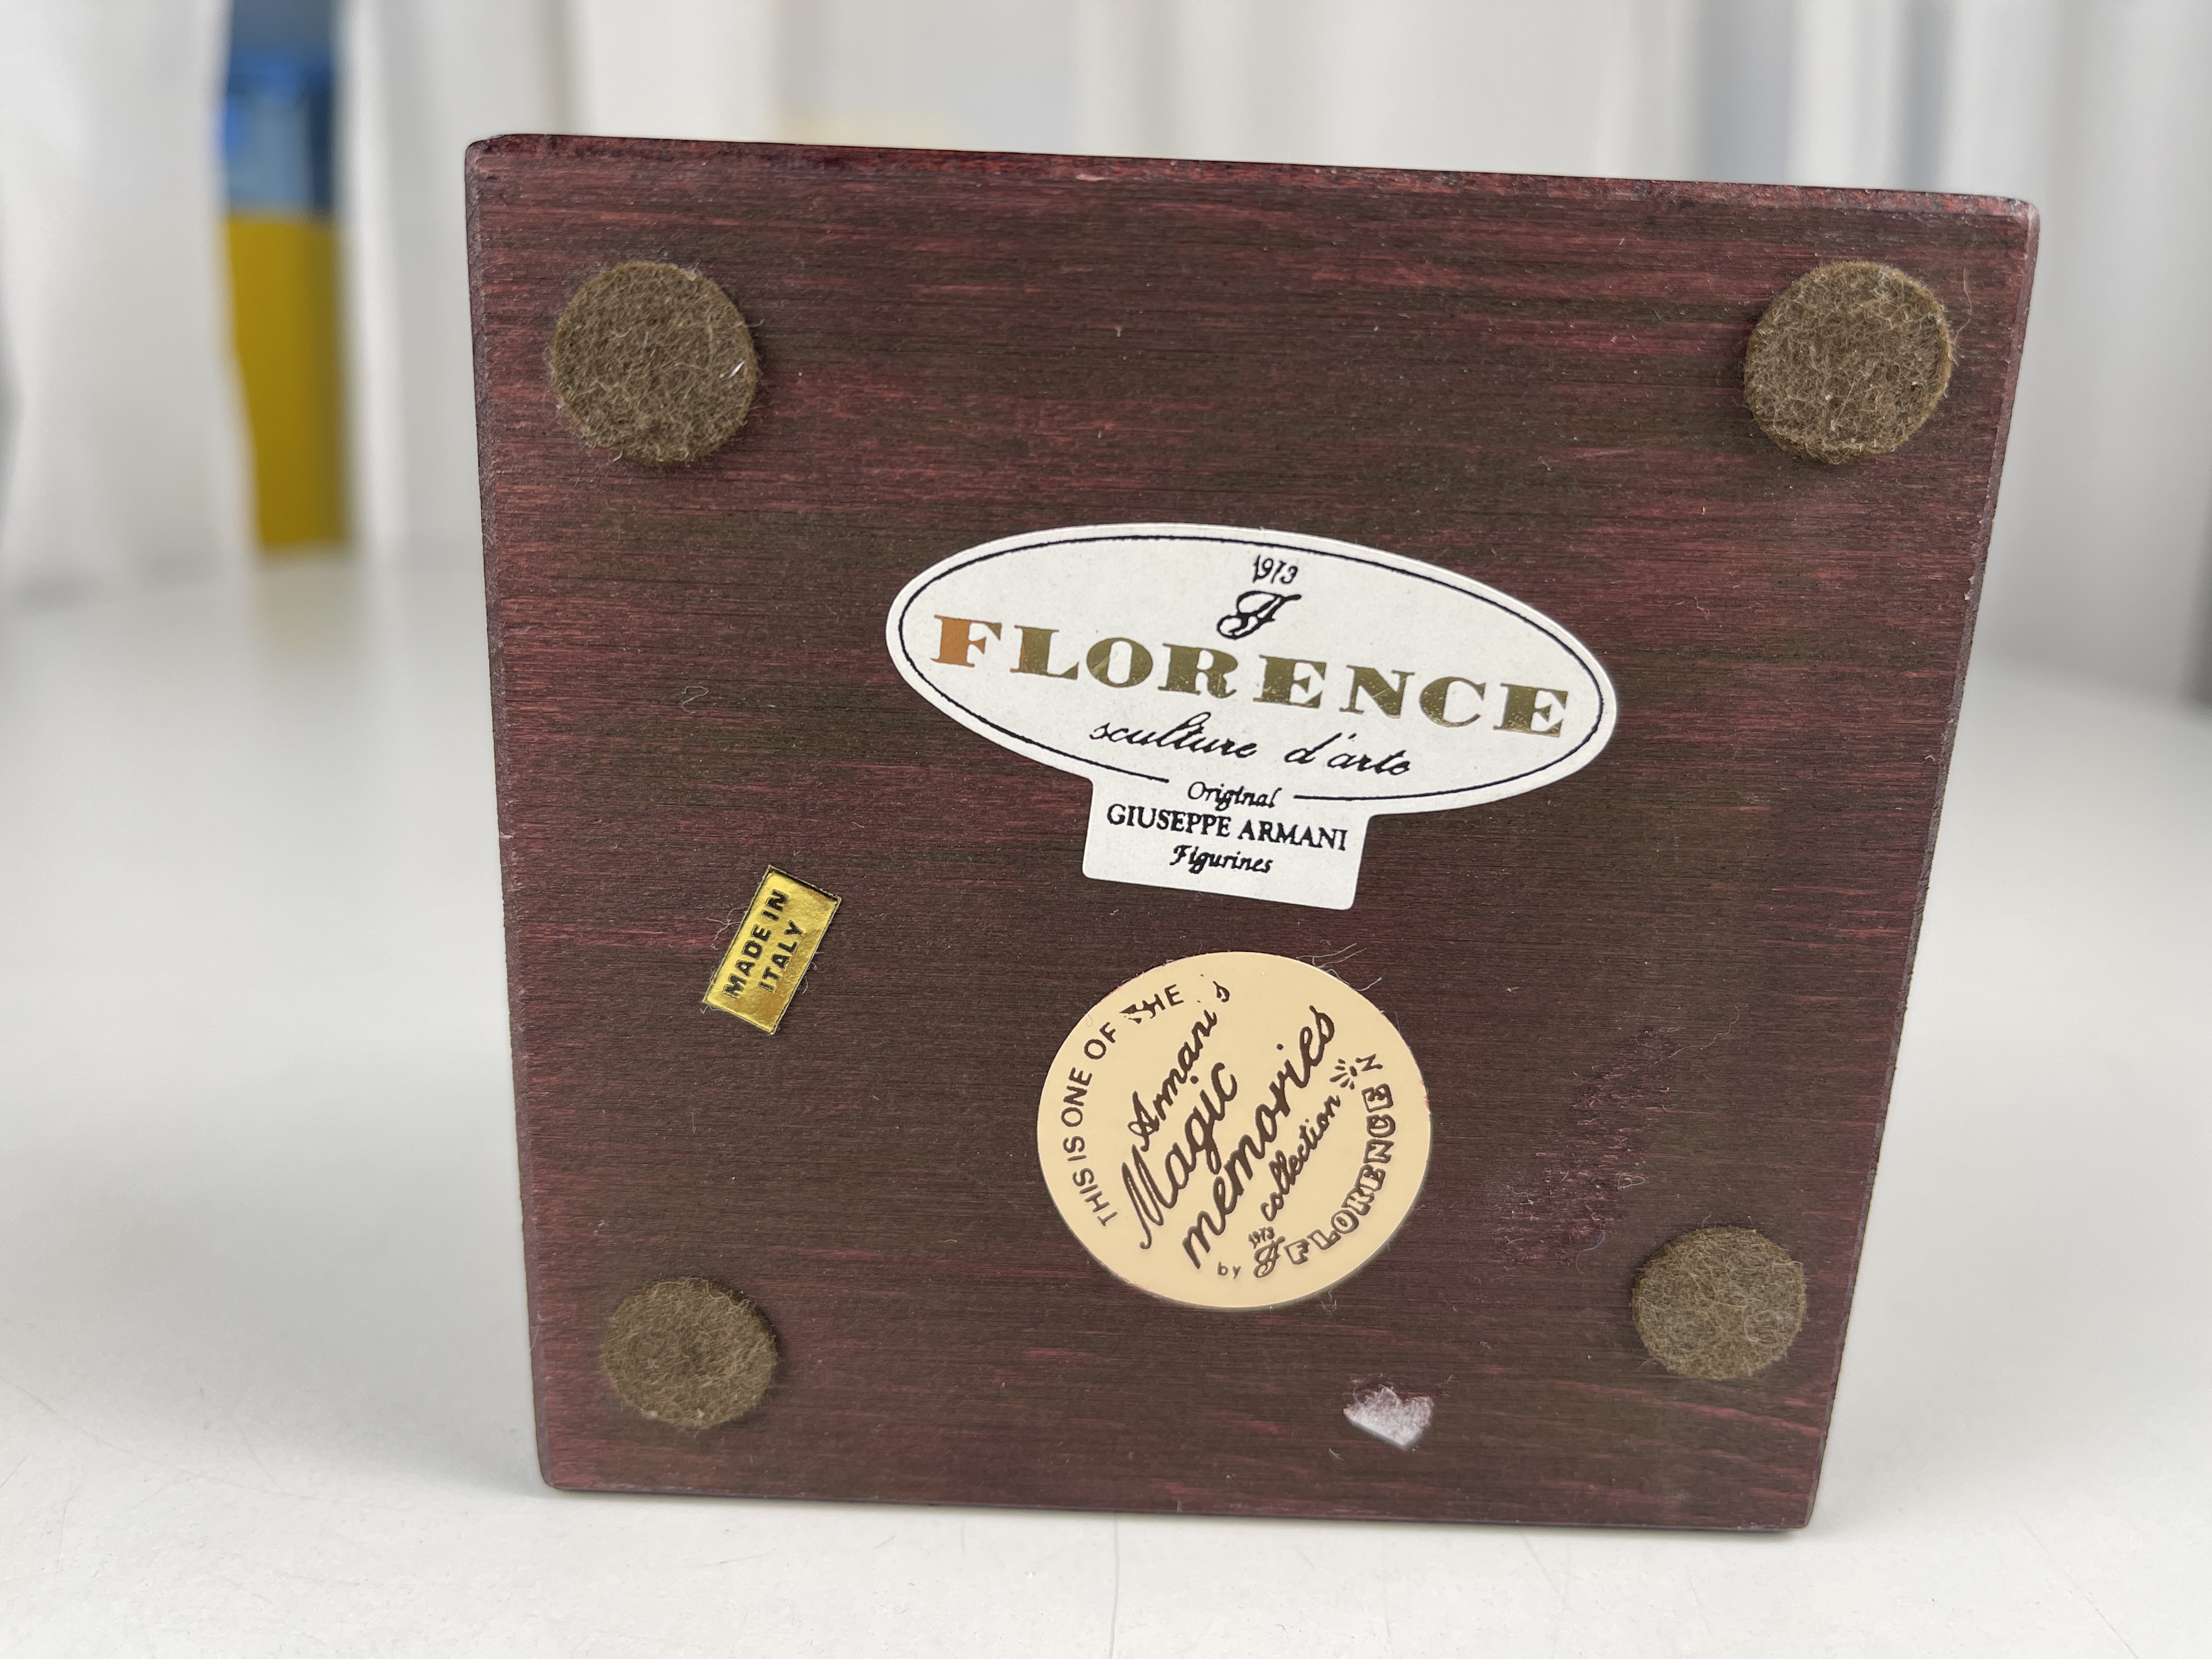 1973
F
FLORENCE
sculture d'arte
Original
GIUSEPPE ARMANI
Figurines
MADE IN
ITALY
THIS IS ONE OF THE
Armani's
Magic
memories
collection
by 1973 F FLORENCE